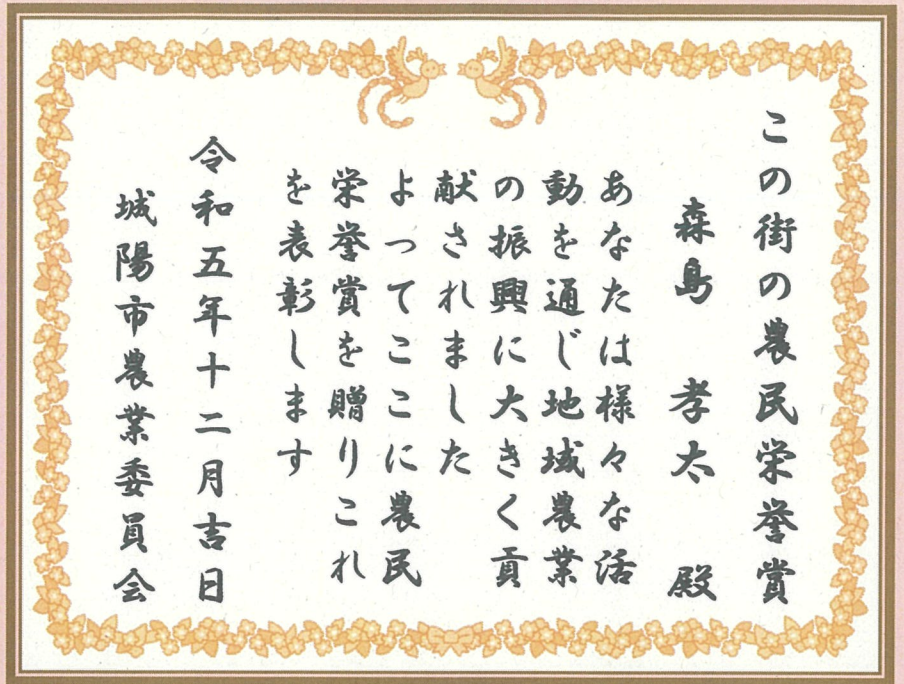 この街の農民栄誉賞
森島 孝太 殿
あなたは様々な活
動を通じ地域農業
の振興に大きく貢
献されました
よってここに農民
栄誉賞を贈りこれ
を表彰します
令和五年十二月吉日
城陽市農業委員会